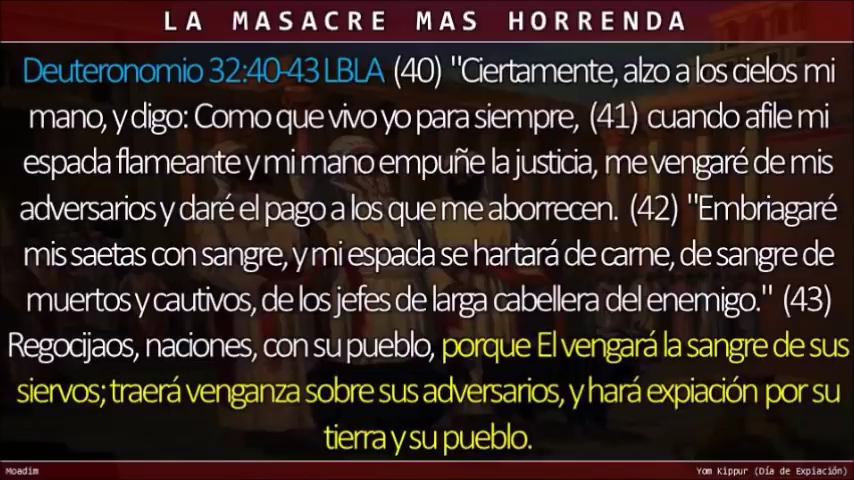 LA MASACRE MAS HORRENDA
Deuteronomio 32:40-43 LBLA (40) "Ciertamente, alzo a los cielos mi
mano, y digo: Como que vivo yo para siempre, (41) cuando afile mi
espada flameante y mi mano empuñe la justicia, me vengaré de mis
adversarios y daré el pago a los que me aborrecen. (42) "Embriagaré
mis saetas con sangre, y mi espada se hartará de carne, de sangre de
muertos y cautivos, de los jefes de larga cabellera del enemigo." (43)
Regocijaos, naciones, con su pueblo, porque El vengará la sangre de sus
siervos; traerá venganza sobre sus adversarios, y hará expiación por su
tierra y su pueblo.
Moadim
Yom Kippur (Día de Expiación)